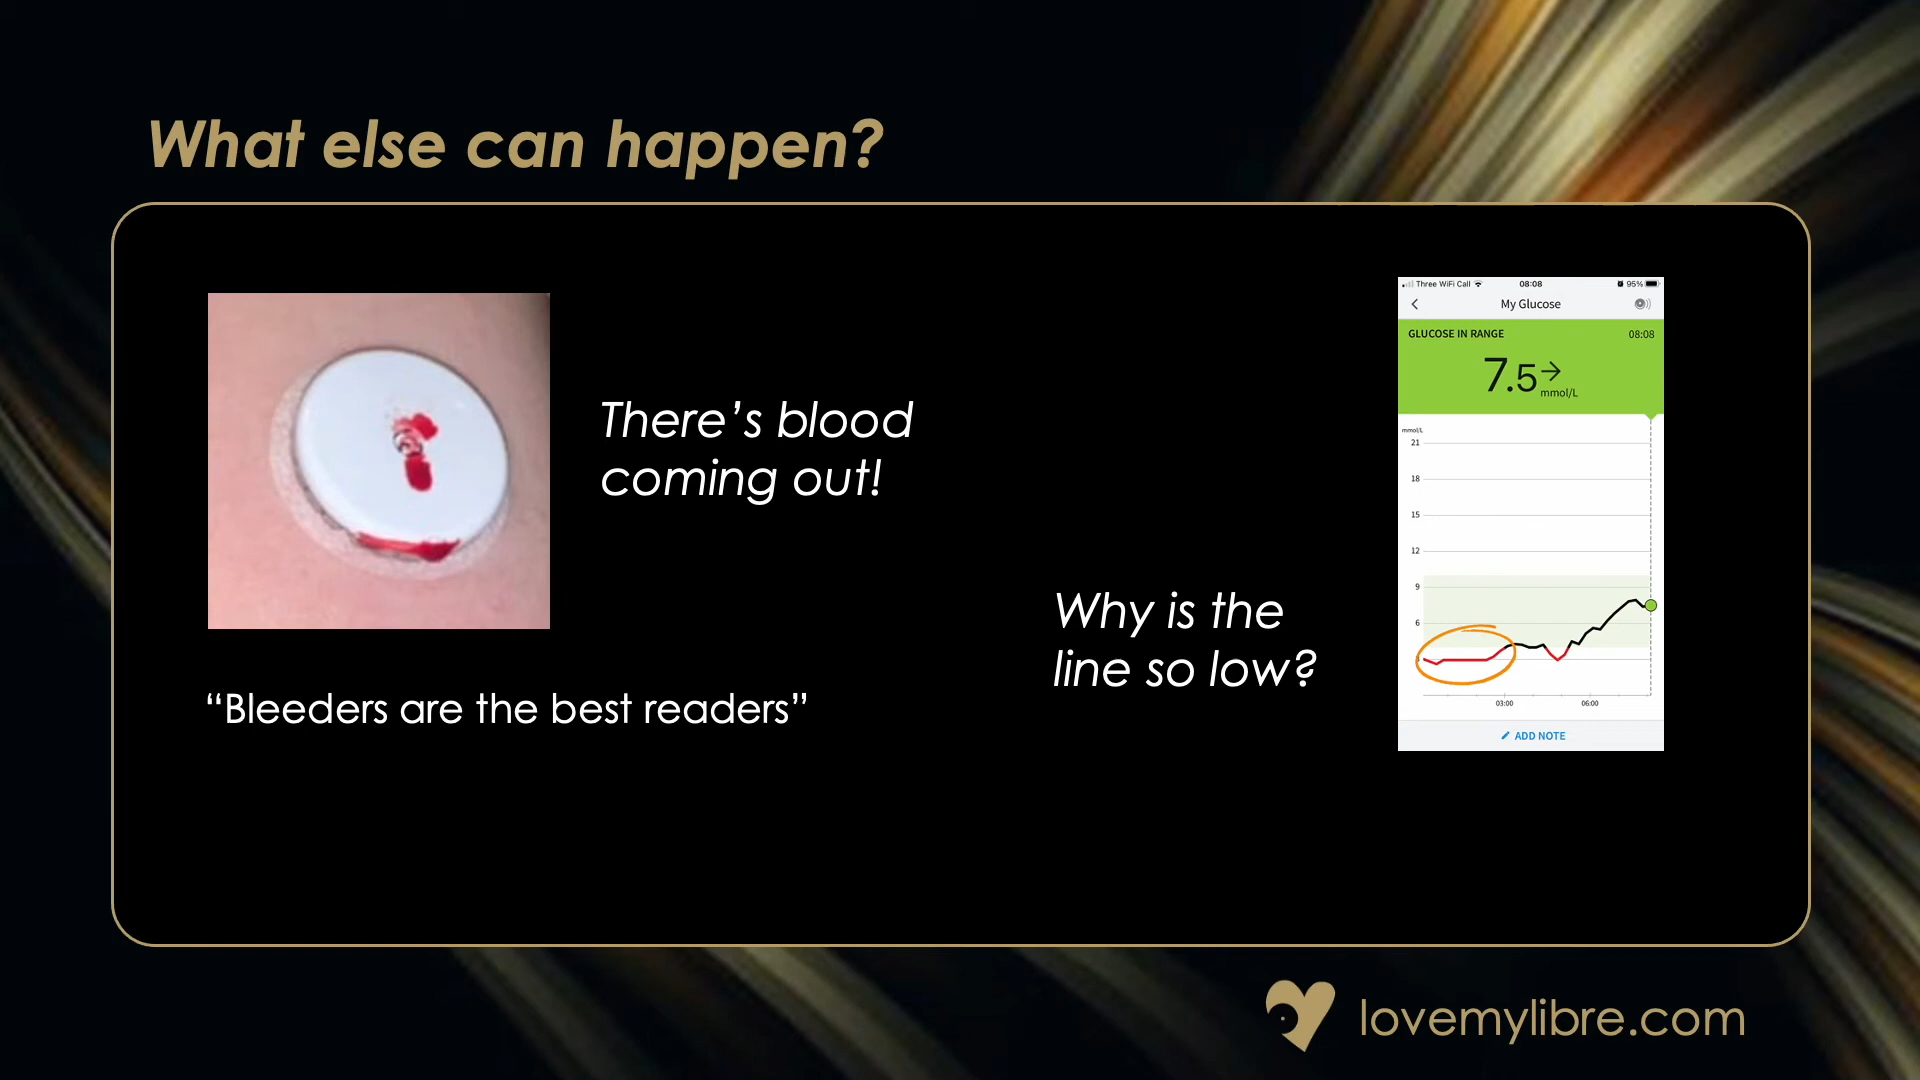 What else can happen?
There’s blood
coming out!
“Bleeders are the best readers”
Why is the
line so low?
Three WiFi Call 08:08 95%
My Glucose
GLUCOSE IN RANGE 08:08
7.5
mmol/L
mmol/L
21
18
15
12
9
6
03:00 06:00
ADD NOTE
lovemylibre.com